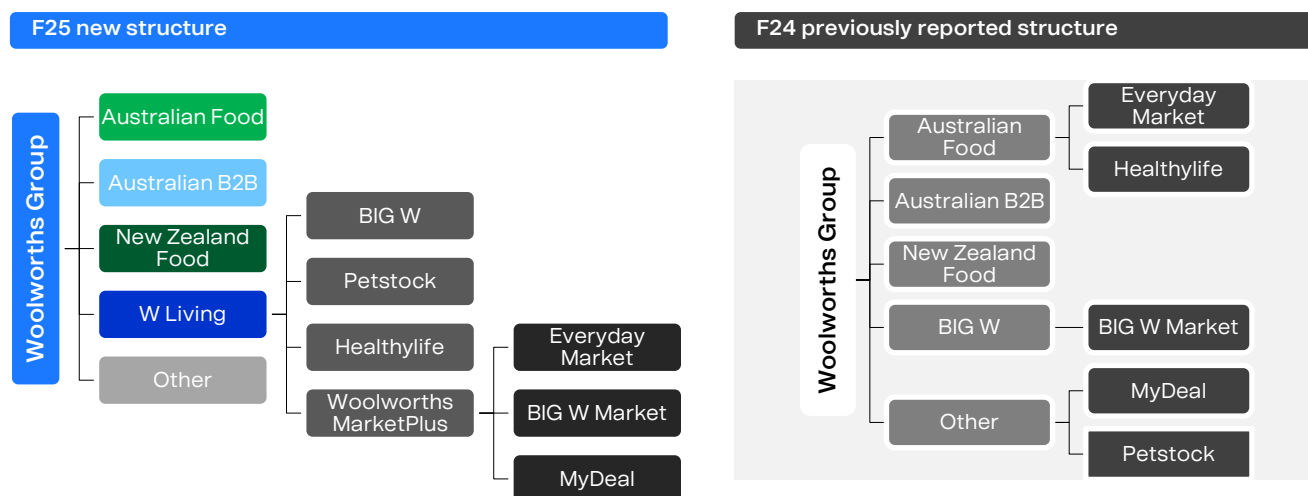 F25 new structure
Woolworths Group
Australian Food
Australian B2B
New Zealand
Food
W Living
Other
BIG W
Petstock
Healthylife
Woolworths
MarketPlus
Everyday
Market
BIG W Market
MyDeal
F24 previously reported structure
Woolworths Group
Australian
Food
Australian B2B
New Zealand
Food
BIG W
Other
Everyday
Market
Healthylife
BIG W Market
MyDeal
Petstock